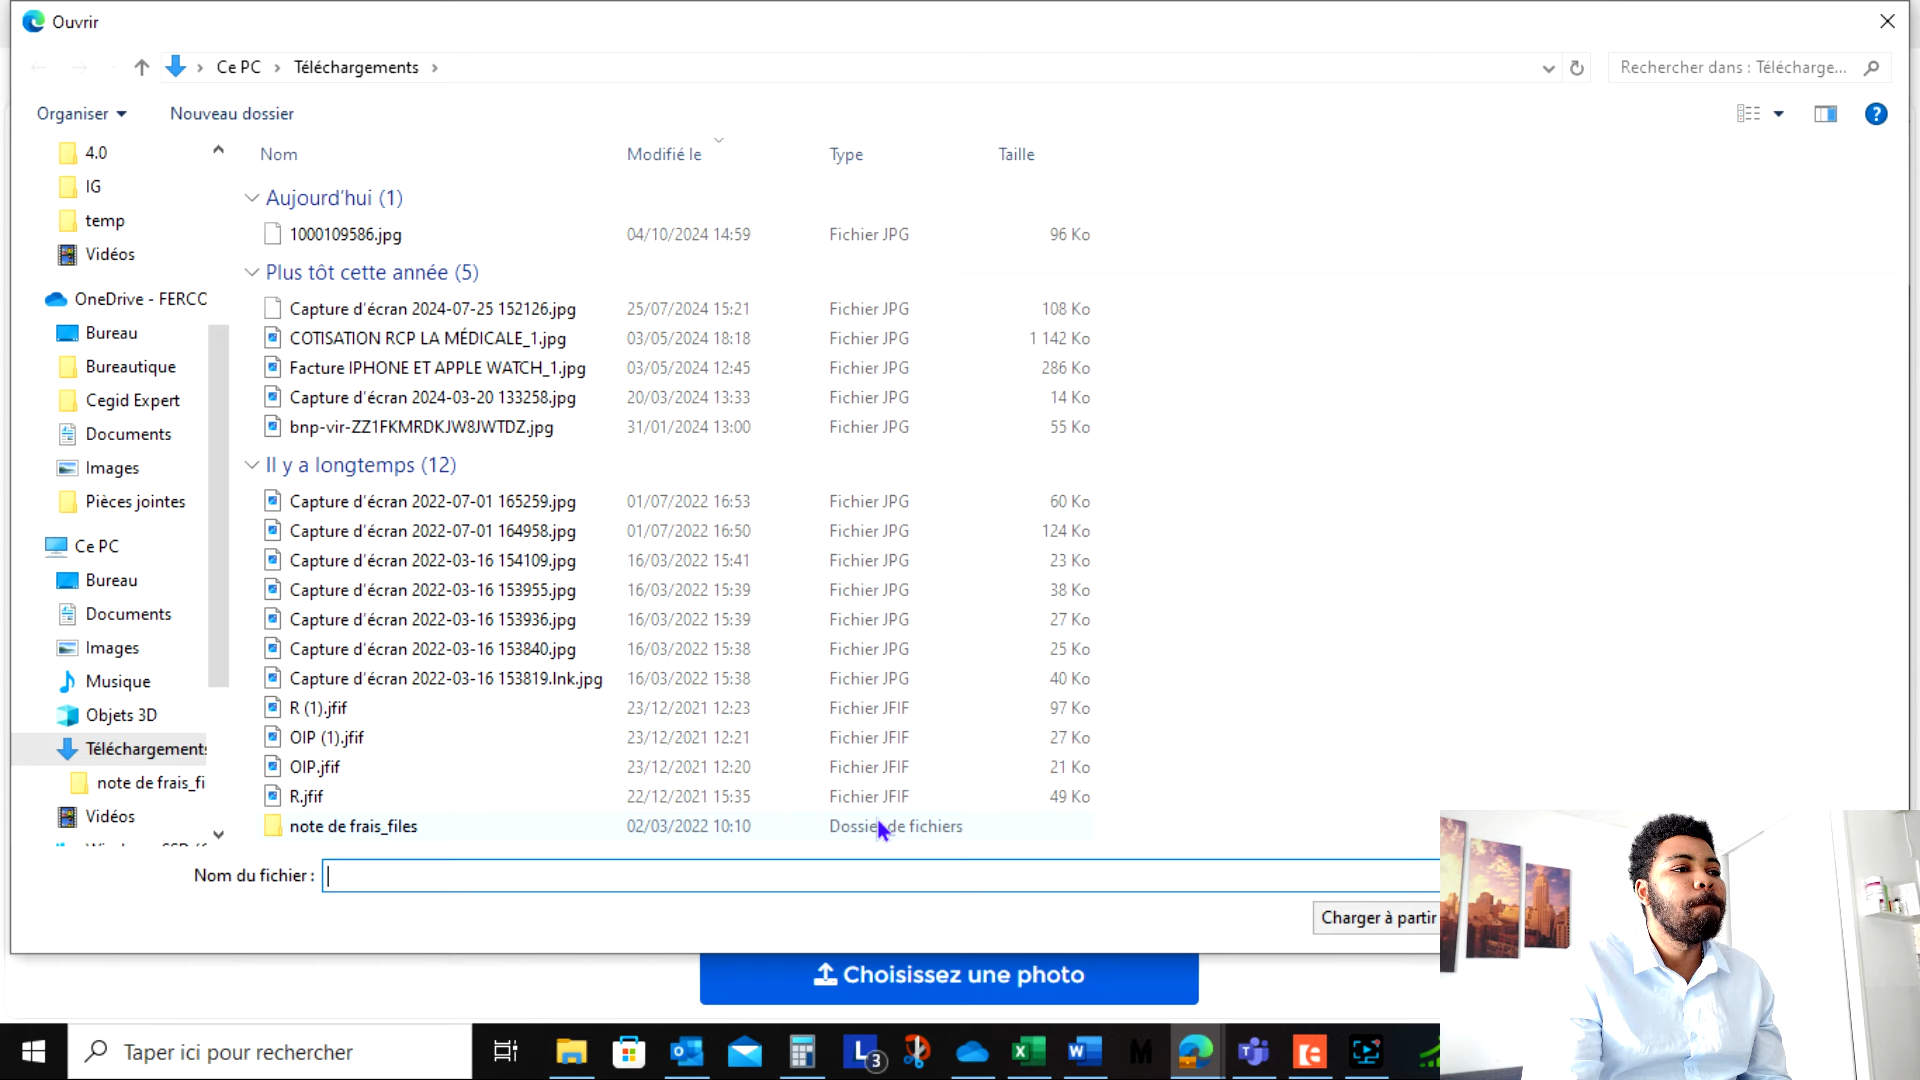 Ouvrir
Ce PC
Téléchargements
Rechercher dans : Télécharge...
Organiser
Nouveau dossier
?
4.0
IG
temp
Vidéos
OneDrive - FERCO
Bureau
Bureautique
Cegid Expert
Documents
Images
Pièces jointes
Ce PC
Bureau
Documents
Images
Musique
Objets 3D
Téléchargements
note de frais_fi
Vidéos
Nom Modifié le Type Taille
Aujourd'hui (1)
1000109586.jpg 04/10/2024 14:59 Fichier JPG 96 Ko
Plus tôt cette année (5)
Capture d'écran 2024-07-25 152126.jpg 25/07/2024 15:21 Fichier JPG 108 Ko
COTISATION RCP LA MÉDICALE_1.jpg 03/05/2024 18:18 Fichier JPG 1 142 Ko
Facture IPHONE ET APPLE WATCH_1.jpg 03/05/2024 12:45 Fichier JPG 286 Ko
Capture d'écran 2024-03-20 133258.jpg 20/03/2024 13:33 Fichier JPG 14 Ko
bnp-vir-ZZ1FKMRDKJW8JWTDZ.jpg 31/01/2024 13:00 Fichier JPG 55 Ko
Il y a longtemps (12)
Capture d'écran 2022-07-01 165259.jpg 01/07/2022 16:53 Fichier JPG 60 Ko
Capture d'écran 2022-07-01 164958.jpg 01/07/2022 16:50 Fichier JPG 124 Ko
Capture d'écran 2022-03-16 154109.jpg 16/03/2022 15:41 Fichier JPG 23 Ko
Capture d'écran 2022-03-16 153955.jpg 16/03/2022 15:39 Fichier JPG 38 Ko
Capture d'écran 2022-03-16 153936.jpg 16/03/2022 15:39 Fichier JPG 27 Ko
Capture d'écran 2022-03-16 153840.jpg 16/03/2022 15:38 Fichier JPG 25 Ko
Capture d'écran 2022-03-16 153819.lnk.jpg 16/03/2022 15:38 Fichier JPG 40 Ko
R (1).jfif 23/12/2021 12:23 Fichier JFIF 97 Ko
OIP (1).jfif 23/12/2021 12:21 Fichier JFIF 27 Ko
OIP.jfif 23/12/2021 12:20 Fichier JFIF 21 Ko
R.jfif 22/12/2021 15:35 Fichier JFIF 49 Ko
note de frais_files 02/03/2022 10:10 Dossier de fichiers
Nom du fichier :
Charger à partir
Choisissez une photo
Taper ici pour rechercher
L 3